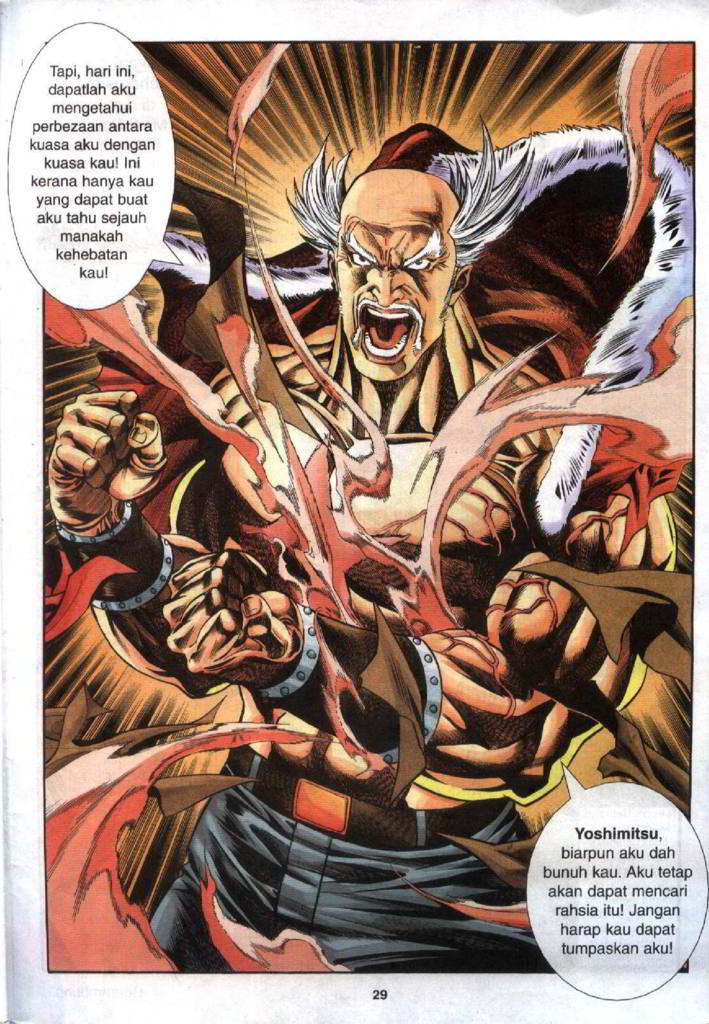 Tapi, hari ini,
dapatlah aku
mengetahui
perbezaan antara
kuasa aku dengan
kuasa kau! Ini
kerana hanya kau
yang dapat buat
aku tahu sejauh
manakah
kehebatan
kau!
Yoshimitsu,
biarpun aku dah
bunuh kau. Aku tetap
akan dapat mencari
rahsia itu! Jangan
harap kau dapat
tumpaskan aku!
29